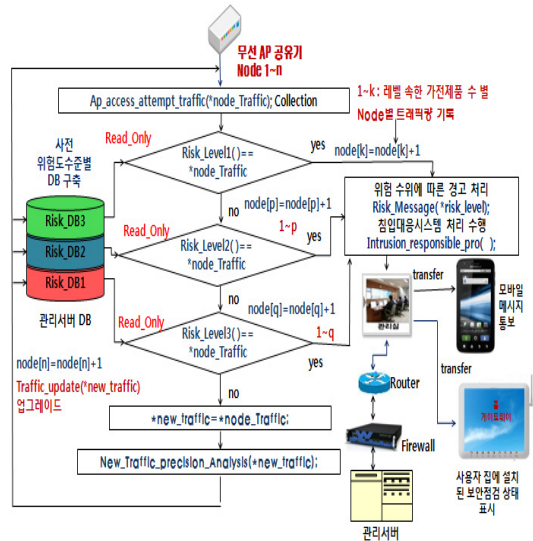 무선 AP 공유기
Node 1~n
Ap_access_attempt_traffic(*node_Traffic); Collection
1~k : 레벨 속한 가전제품 수 별
Node별 트래픽량 기록
사전
위험도수준별
DB 구축
Read_Only
Risk_Level1()==
*node_Traffic
yes
node[k]=node[k]+1
no
위험 수위에 따른 경고 처리
Risk_Message( *risk_level);
침입대응시스템 처리 수행
Intrusion_responsible_pro( );
Risk_DB3
Risk_DB2
Risk_DB1
관리서버 DB
Read_Only
Risk_Level2()==
*node_Traffic
node[p]=node[p]+1
1~p
yes
no
Read_Only
Risk_Level3()==
*node_Traffic
node[q]=node[q]+1
1~q
yes
no
관리실
transfer
모바일
메시지
통보
transfer
node[n]=node[n]+1
Traffic_update(*new_traffic)
업그레이드
*new_traffic=*node_Traffic;
New_Traffic_precision_Analysis(*new_traffic);
Router
Firewall
관리서버
게이트웨이
사용자 집에 설치
된 보안점검 상태
표시